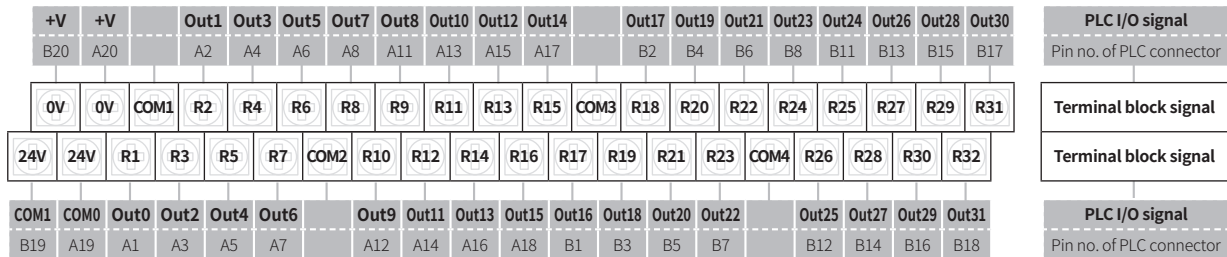 +V +V Out1 Out3 Out5 Out7 Out8 Out10 Out12 Out14 Out17 Out19 Out21 Out23 Out24 Out26 Out28 Out30 PLC I/O signal
B20 A20 A2 A4 A6 A8 A11 A13 A15 A17 B2 B4 B6 B8 B11 B13 B15 B17 Pin no. of PLC connector
0V 0V COM1 R2 R4 R6 R8 R9 R11 R13 R15 COM3 R18 R20 R22 R24 R25 R27 R29 R31 Terminal block signal
24V 24V R1 R3 R5 R7 COM2 R10 R12 R14 R16 R17 R19 R21 R23 COM4 R26 R28 R30 R32 Terminal block signal
COM1 COM0 Out0 Out2 Out4 Out6 Out9 Out11 Out13 Out15 Out16 Out18 Out20 Out22 Out25 Out27 Out29 Out31 PLC I/O signal
B19 A19 A1 A3 A5 A7 A12 A14 A16 A18 B1 B3 B5 B7 B12 B14 B16 B18 Pin no. of PLC connector